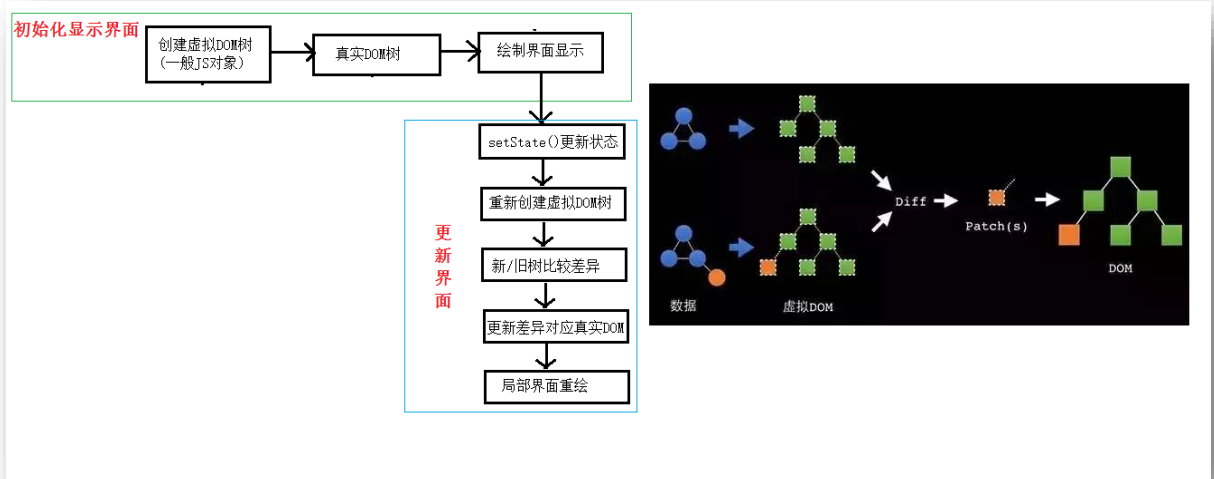 初始化显示界面
创建虚拟DOM树
(一般JS对象)
真实DOM树
绘制界面显示
更新界面
setState()更新状态
重新创建虚拟DOM树
新/旧树比较差异
更新差异对应真实DOM
局部界面重绘
Diff
Patch(s)
DOM
数据
虚拟DOM